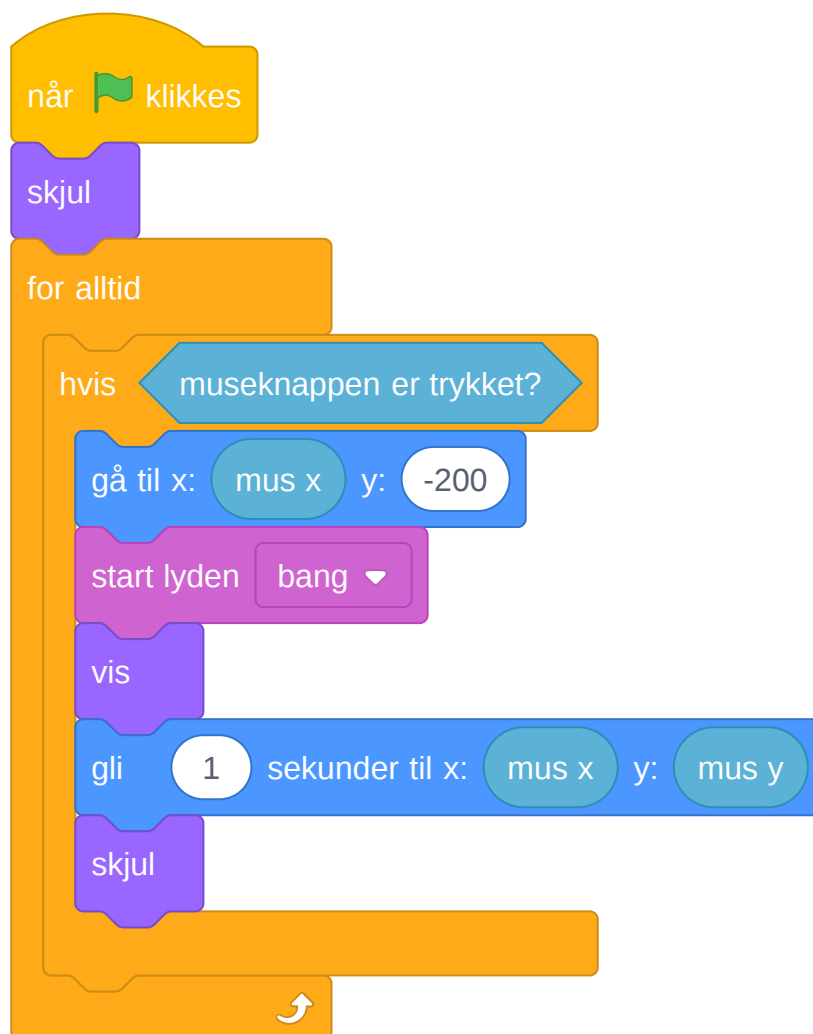 når klikkes
skjul
for alltid
hvis museknappen er trykket?
gå til x: mus x y: -200
start lyden bang
vis
gli 1 sekunder til x: mus x y: mus y
skjul